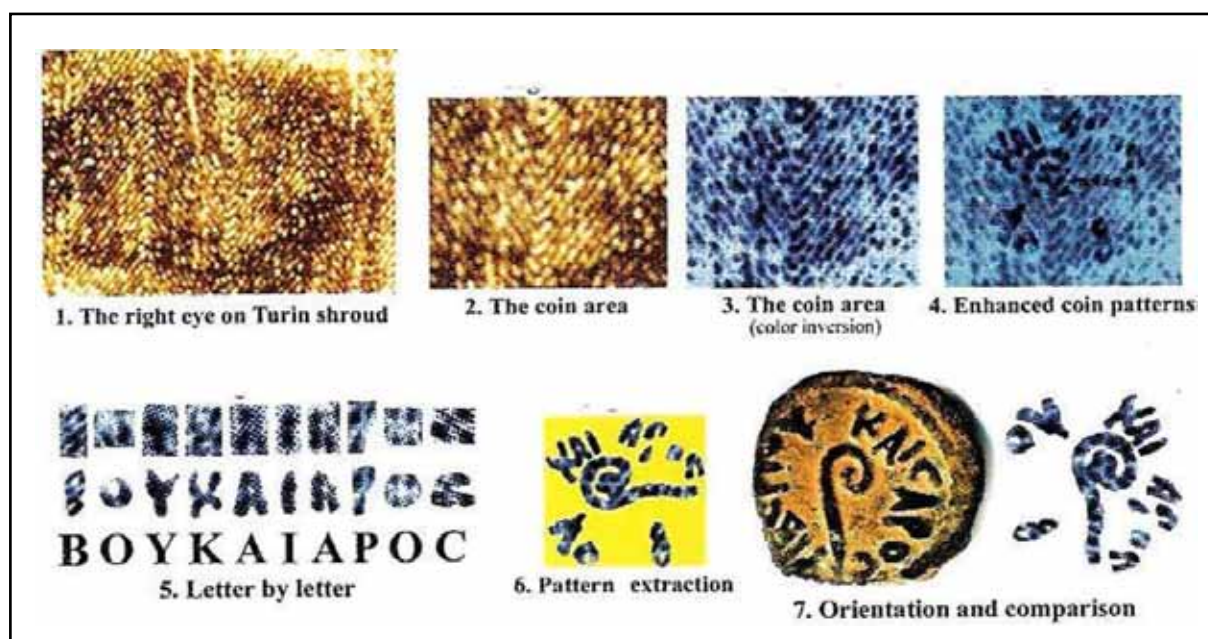 1. The right eye on Turin shroud
2. The coin area
3. The coin area
(color inversion)
4. Enhanced coin patterns
B O Y K A I A P O C
5. Letter by letter
6. Pattern extraction
ΚΑΙCΑΡΟC
7. Orientation and comparison